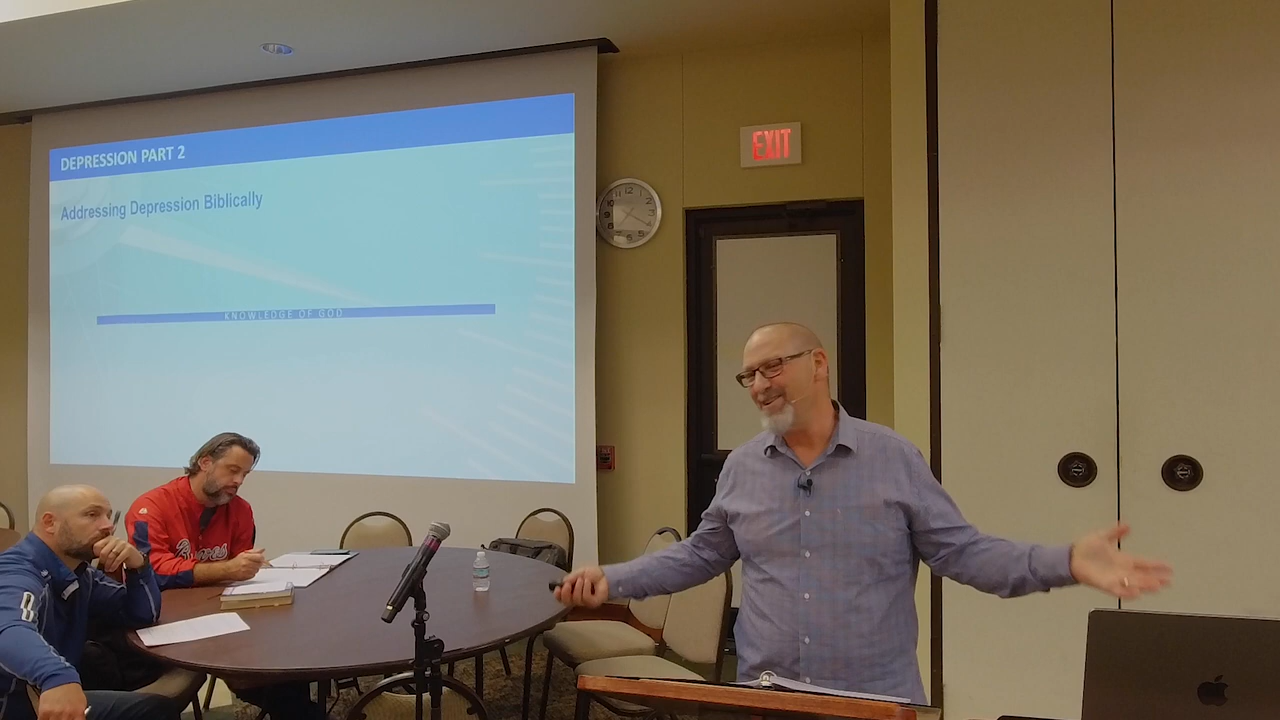 DEPRESSION PART 2
Addressing Depression Biblically
KNOWLEDGE OF GOD
EXIT
Braves